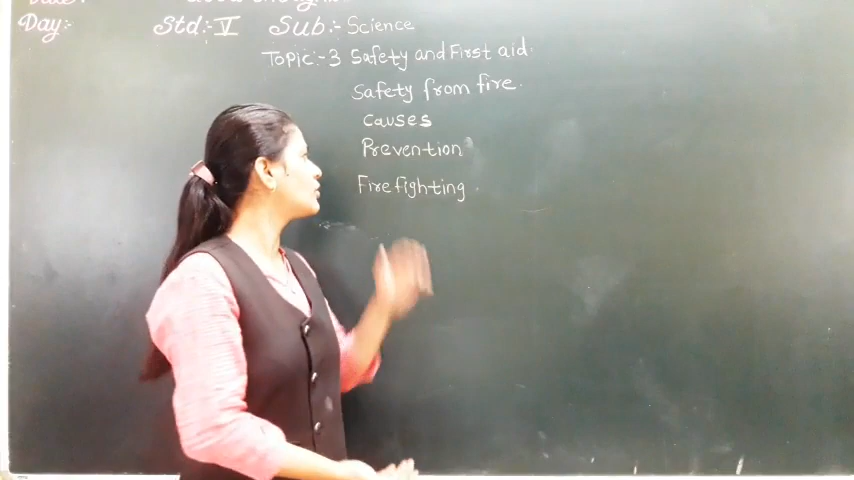 Day:- Std:- V Sub:- Science
Topic:- 3 Safety and First aid.
Safety from fire.
causes
Prevention
Fire fighting.